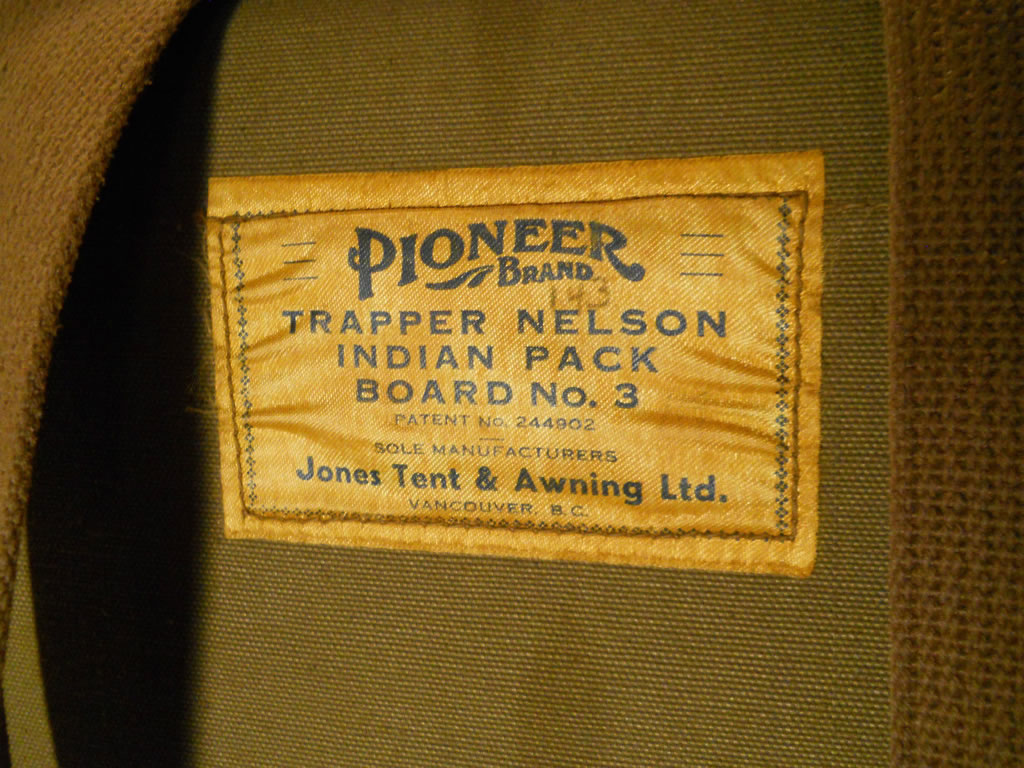 PIONEER
BRAND
TRAPPER NELSON
INDIAN PACK
BOARD No. 3
PATENT No. 244902
SOLE MANUFACTURERS
Jones Tent & Awning Ltd.
VANCOUVER, B.C.